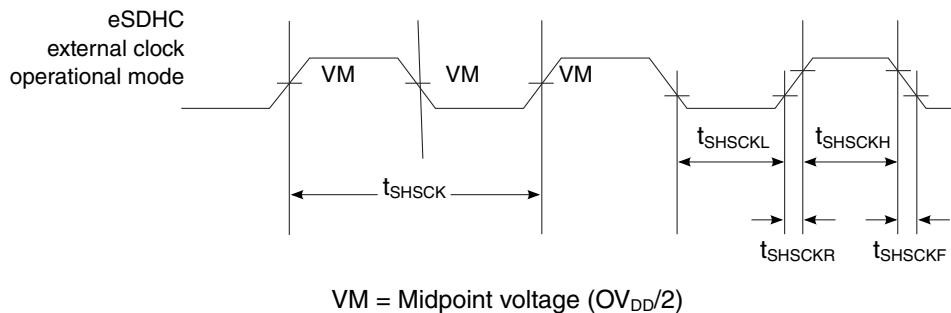 eSDHC
external clock
operational mode
VM VM VM
tSHSCKL tSHSCKH
tSHSCK
tSHSCKR tSHSCKF
VM = Midpoint voltage (OVDD/2)